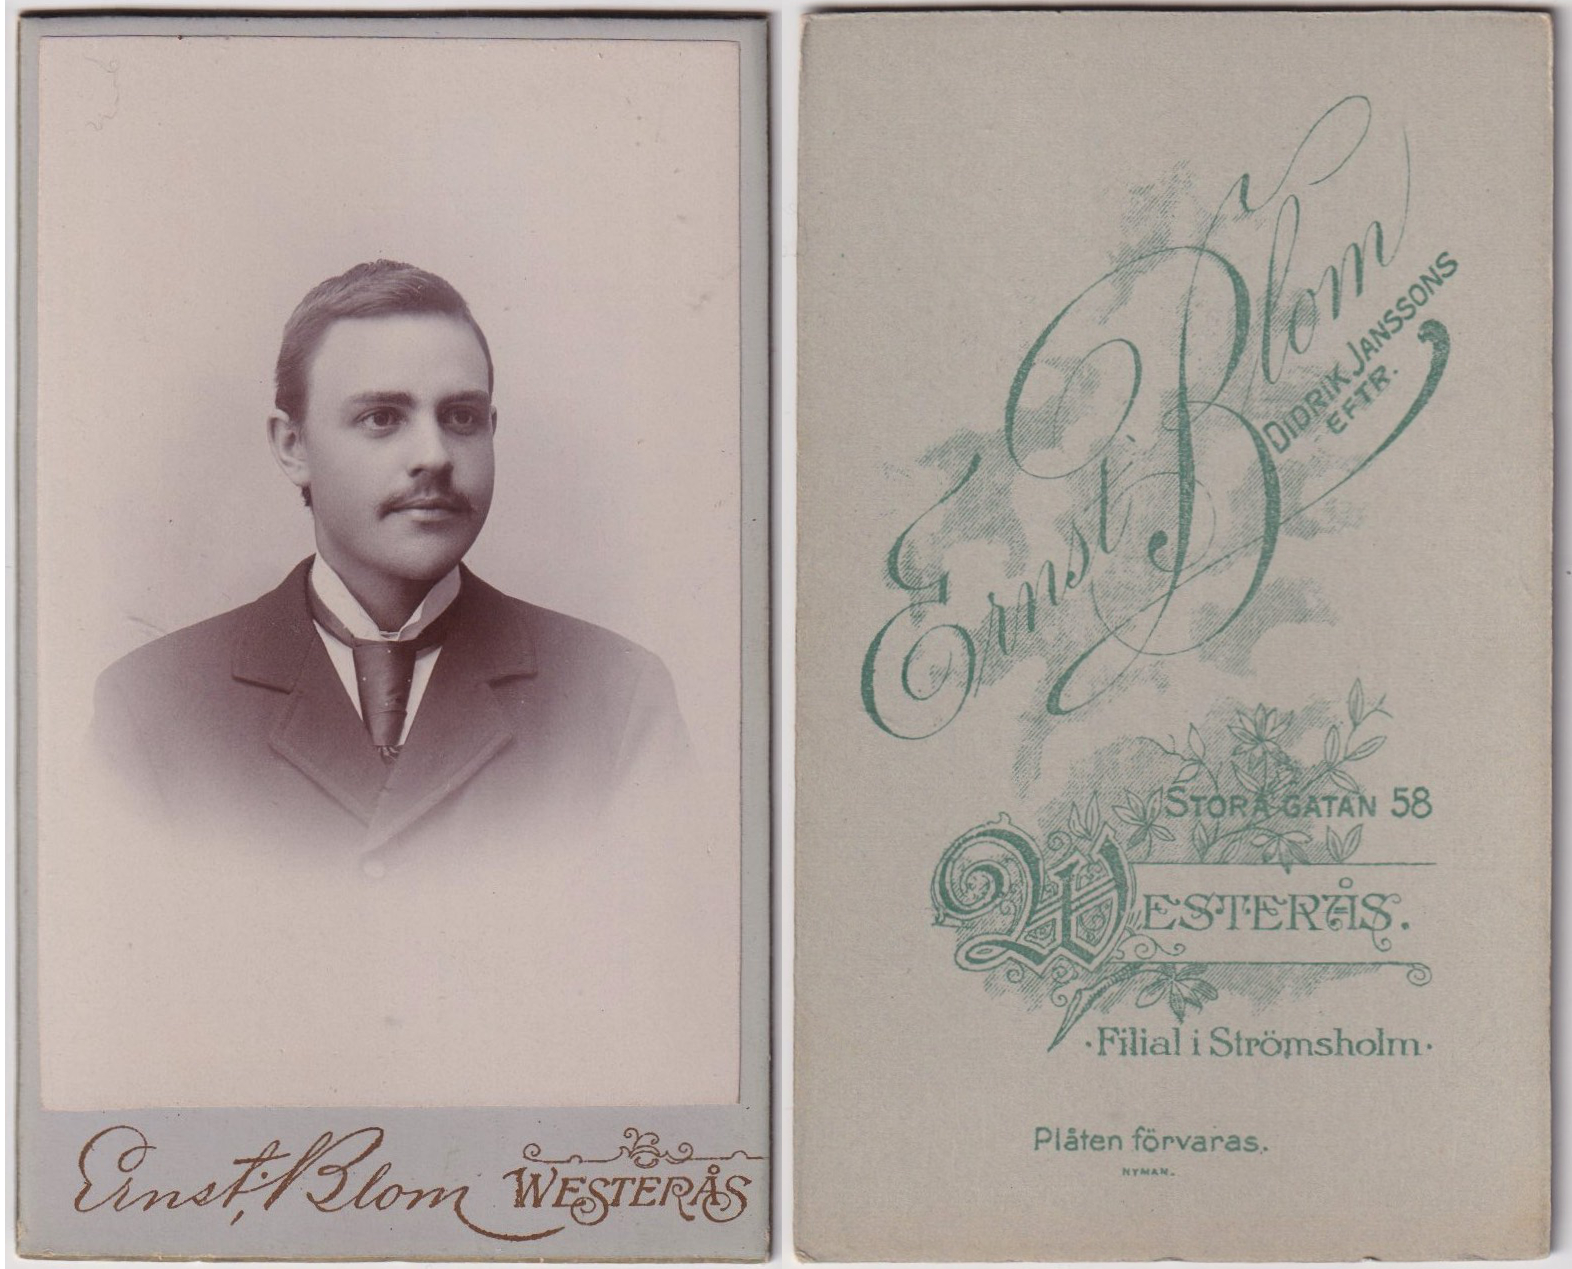 Ernst Blom WESTERÅS
Ernst Blom
DIDRIK JANSSONS
EFTR.
STORA GATAN 58
WESTERÅS.
·Filial i Strömsholm·
Plåten förvaras.
NYMAN.